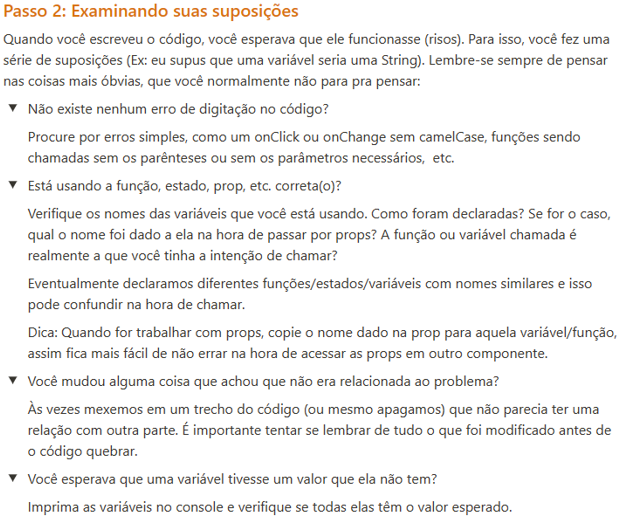 Passo 2: Examinando suas suposições
Quando você escreveu o código, você esperava que ele funcionasse (risos). Para isso, você fez uma
série de suposições (Ex: eu supus que uma variável seria uma String). Lembre-se sempre de pensar
nas coisas mais óbvias, que você normalmente não para pra pensar:
Não existe nenhum erro de digitação no código?
Procure por erros simples, como um onClick ou onChange sem camelCase, funções sendo
chamadas sem os parênteses ou sem os parâmetros necessários,  etc.
Está usando a função, estado, prop, etc. correta(o)?
Verifique os nomes das variáveis que você está usando. Como foram declaradas? Se for o caso,
qual o nome foi dado a ela na hora de passar por props? A função ou variável chamada é
realmente a que você tinha a intenção de chamar?
Eventualmente declaramos diferentes funções/estados/variáveis com nomes similares e isso
pode confundir na hora de chamar.
Dica: Quando for trabalhar com props, copie o nome dado na prop para aquela variável/função,
assim fica mais fácil de não errar na hora de acessar as props em outro componente.
Você mudou alguma coisa que achou que não era relacionada ao problema?
Às vezes mexemos em um trecho do código (ou mesmo apagamos) que não parecia ter uma
relação com outra parte. É importante tentar se lembrar de tudo o que foi modificado antes de
o código quebrar.
Você esperava que uma variável tivesse um valor que ela não tem?
Imprima as variáveis no console e verifique se todas elas têm o valor esperado.